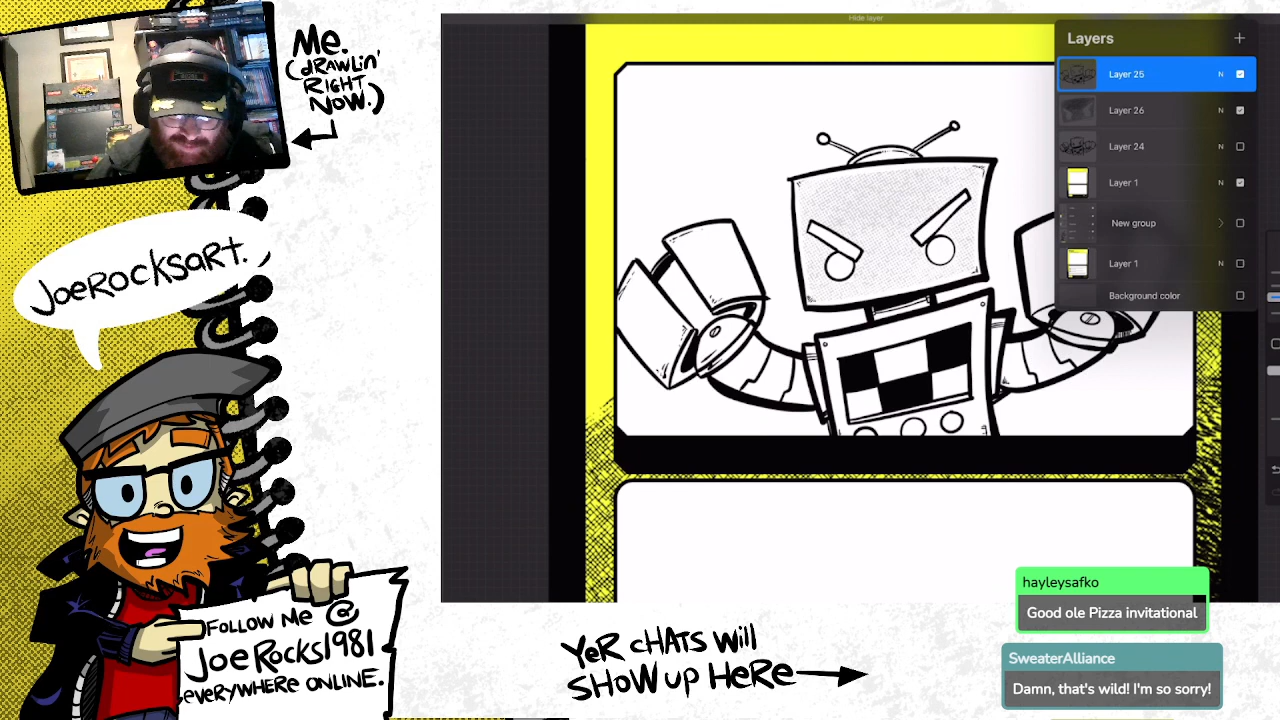 Me.
(dRAWLiN'
RiGHT
NOW.)
JoeROCKSART.
FOLLOW Me @
JoeRocks1981
eveRYWHERe ONLiNE.
Hide layer
Layers
Layer 25
N
Layer 26
N
Layer 24
N
Layer 1
N
New group
Layer 1
N
Background color
YeR cHATS Will
SHOW up HeRe
hayleysafko
Good ole Pizza invitational
SweaterAlliance
Damn, that's wild! I'm so sorry!